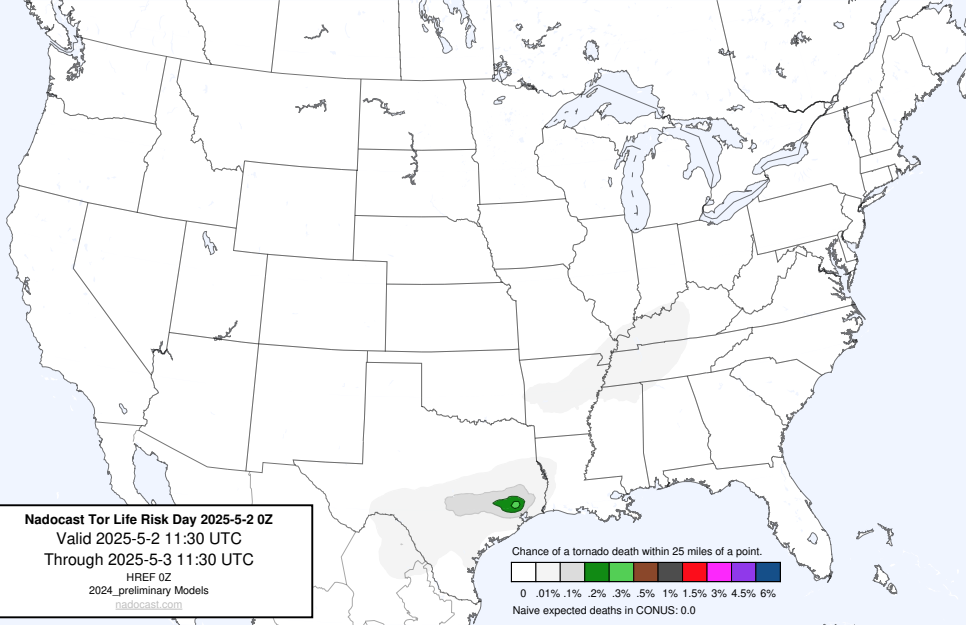 Nadocast Tor Life Risk Day 2025-5-2 0Z
Valid 2025-5-2 11:30 UTC
Through 2025-5-3 11:30 UTC
HREF 0Z
2024_preliminary Models
nadocast.com
Chance of a tornado death within 25 miles of a point.
0 .01% .1% .2% .3% .5% 1% 1.5% 3% 4.5% 6%
Naive expected deaths in CONUS: 0.0